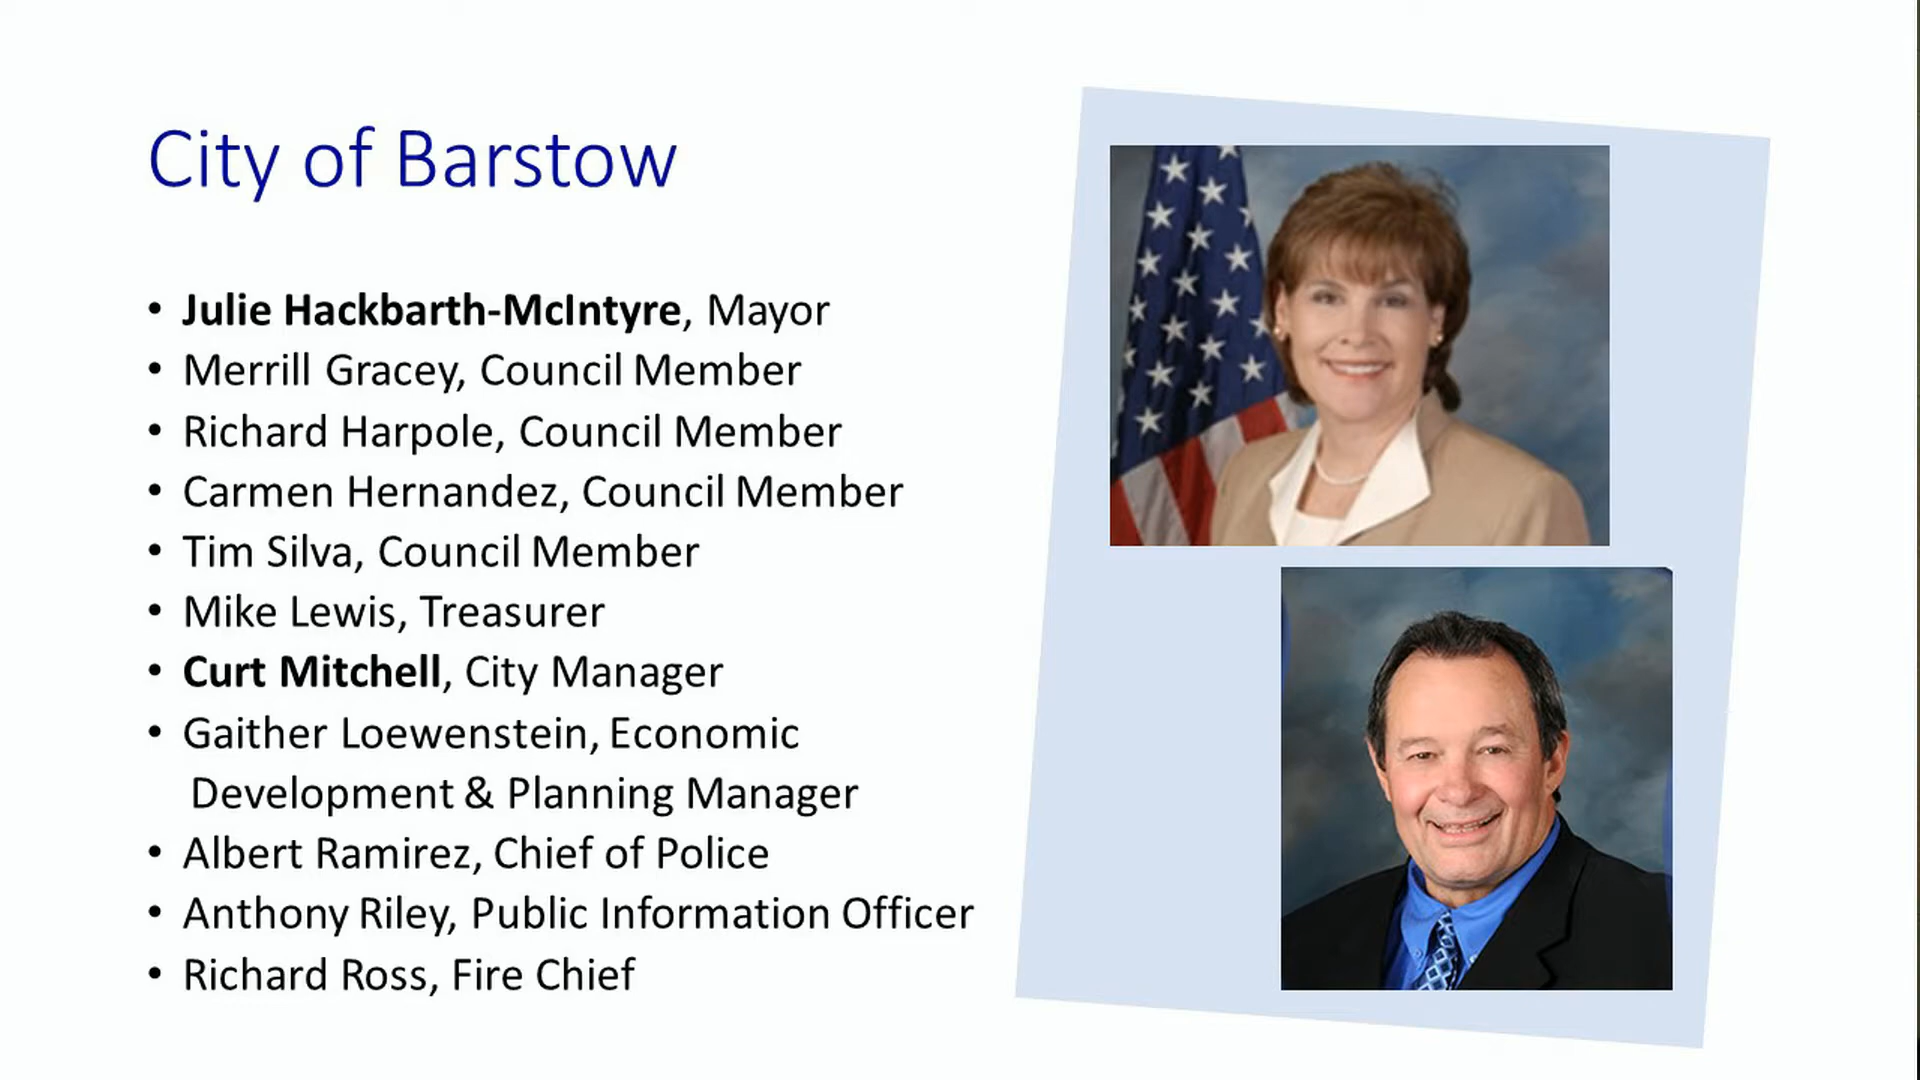 City of Barstow
• Julie Hackbarth-McIntyre, Mayor
• Merrill Gracey, Council Member
• Richard Harpole, Council Member
• Carmen Hernandez, Council Member
• Tim Silva, Council Member
• Mike Lewis, Treasurer
• Curt Mitchell, City Manager
• Gaither Loewenstein, Economic
Development & Planning Manager
• Albert Ramirez, Chief of Police
• Anthony Riley, Public Information Officer
• Richard Ross, Fire Chief